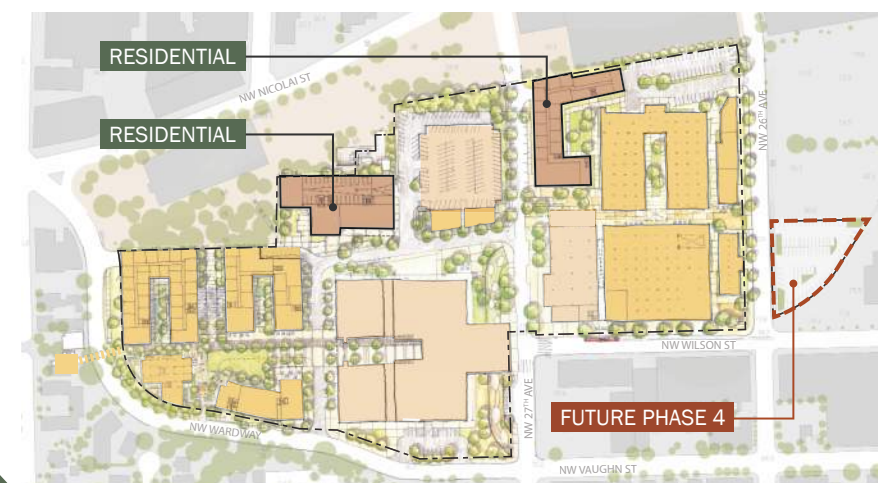 RESIDENTIAL
NW NICOLAI ST
RESIDENTIAL
NW 26TH AVE
NW WILSON ST
NW 27TH AVE
FUTURE PHASE 4
NW WARDWAY
NW VAUGHN ST